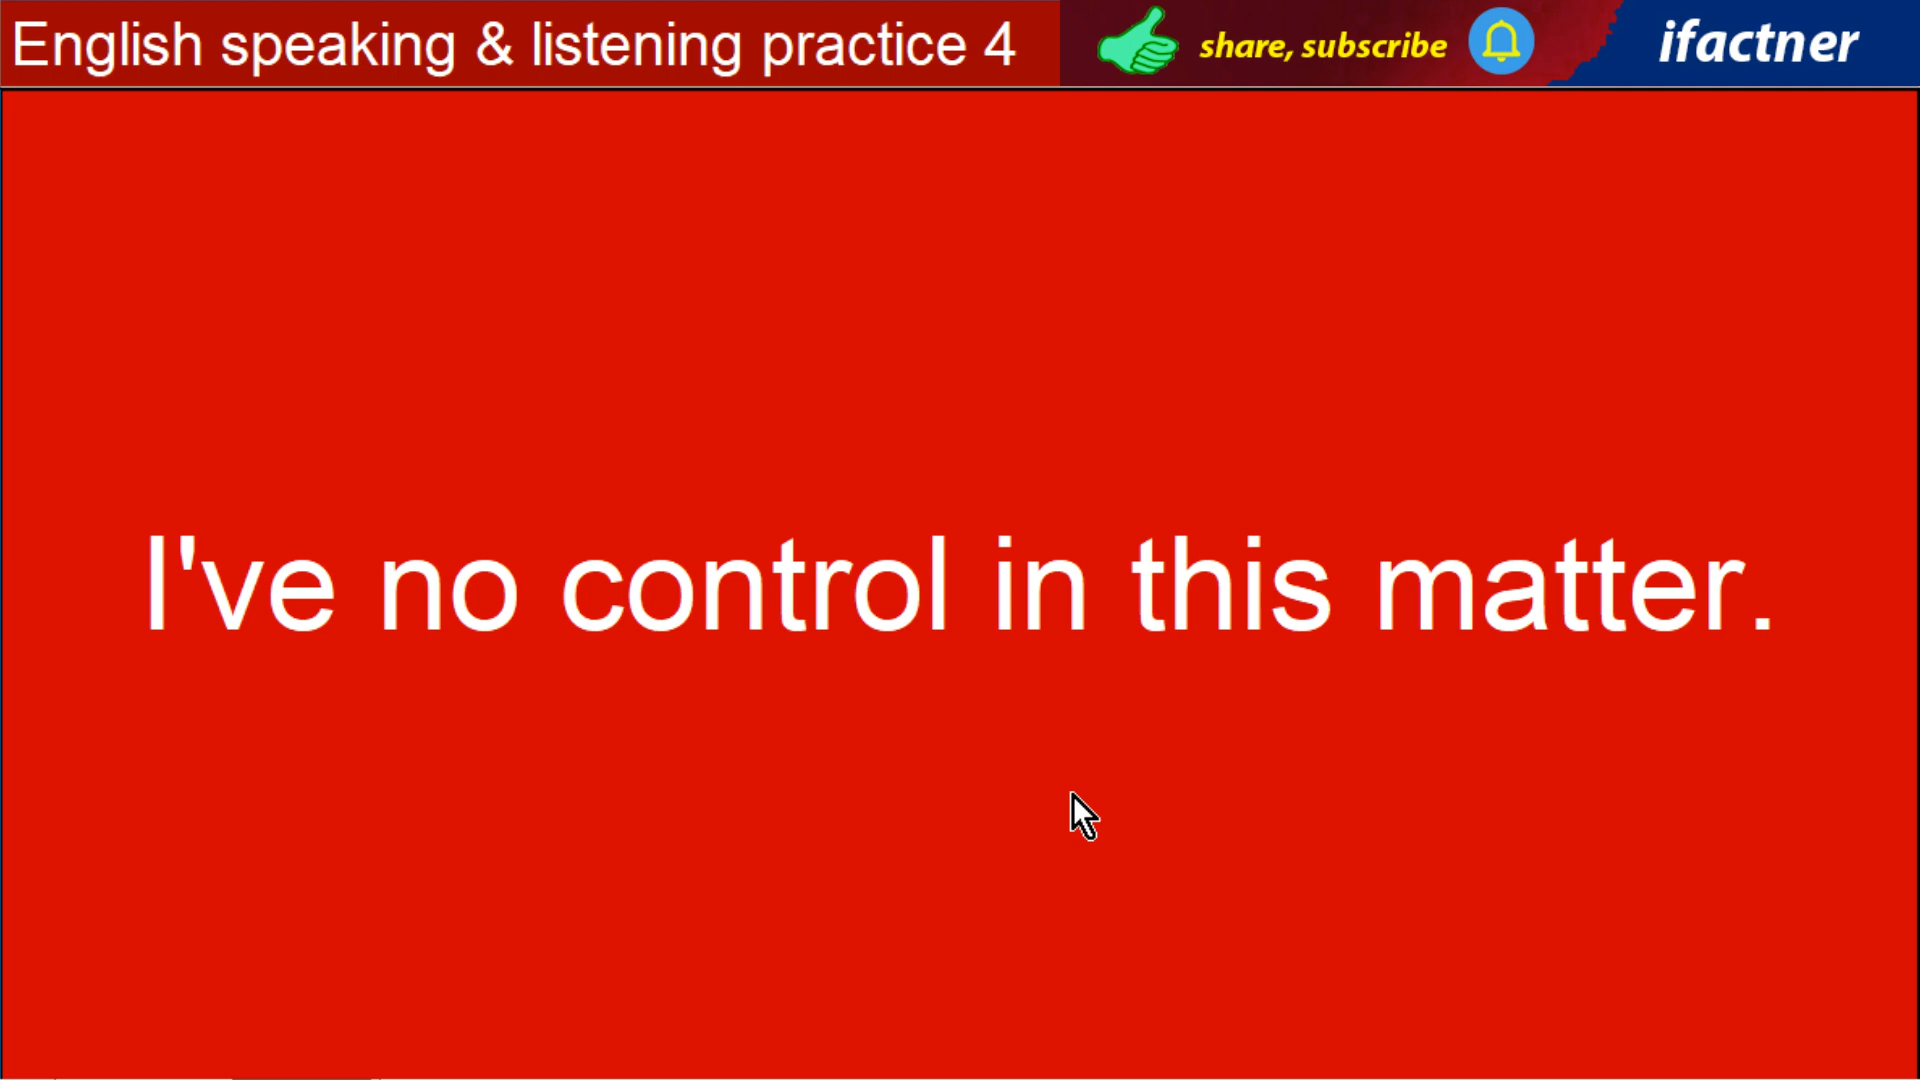 English speaking & listening practice 4
share, subscribe
ifactner
I've no control in this matter.